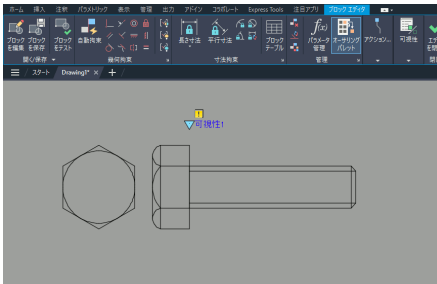 ホーム 挿入 注釈 パラメトリック 表示 管理 出力 アドイン コラボレート Express Tools 注目アプリ ブロック エディタ
ブロックを編集 ブロックを保存 ブロックをテスト 自動拘束 長さ寸法 平行寸法 ブロック テーブル パラメータ管理 オーサリング パレット アクション... 可視性
開く/保存 幾何拘束 寸法拘束 管理
スタート Drawing1* × +
可視性1